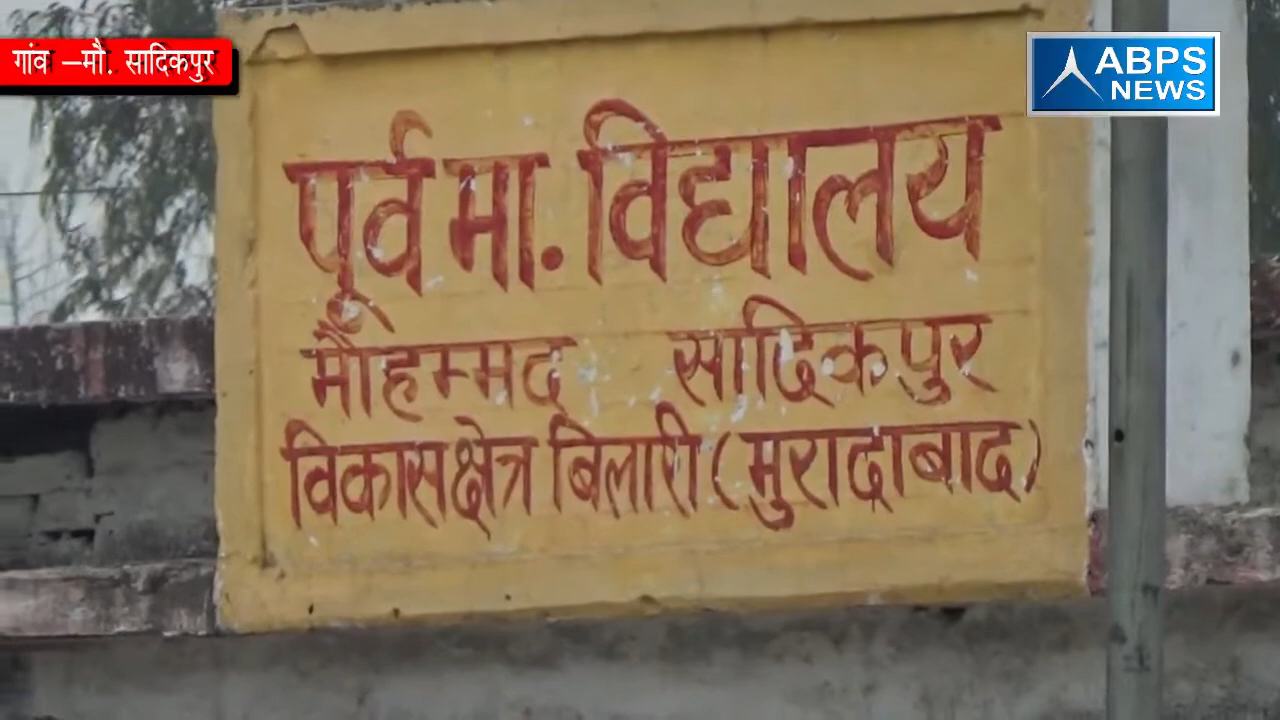 गांव –मौ. सादिकपुर
ABPS
NEWS
पूर्व मा. विद्यालय
मौहम्मद सादिकपुर
विकासक्षेत्र बिलारी (मुरादाबाद)